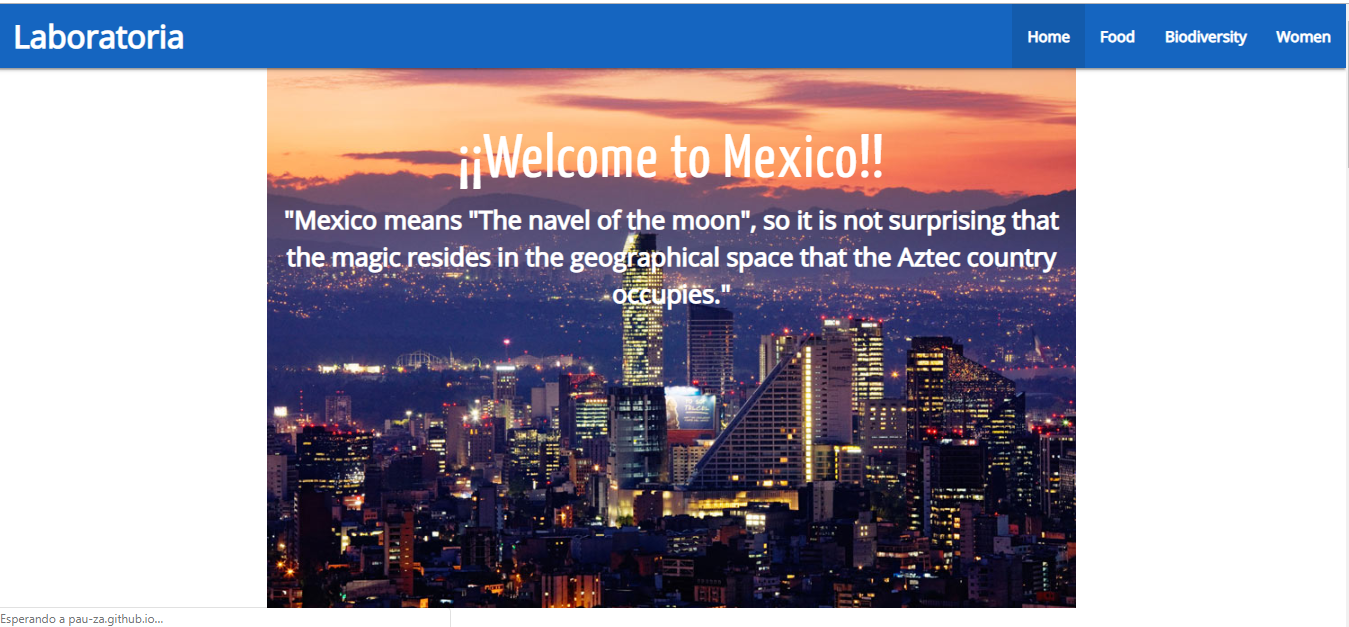 Laboratoria
Home Food Biodiversity Women
¡¡Welcome to Mexico!!
"Mexico means "The navel of the moon", so it is not surprising that
the magic resides in the geographical space that the Aztec country
occupies."
TELCEL
Esperando a pau-za.github.io...